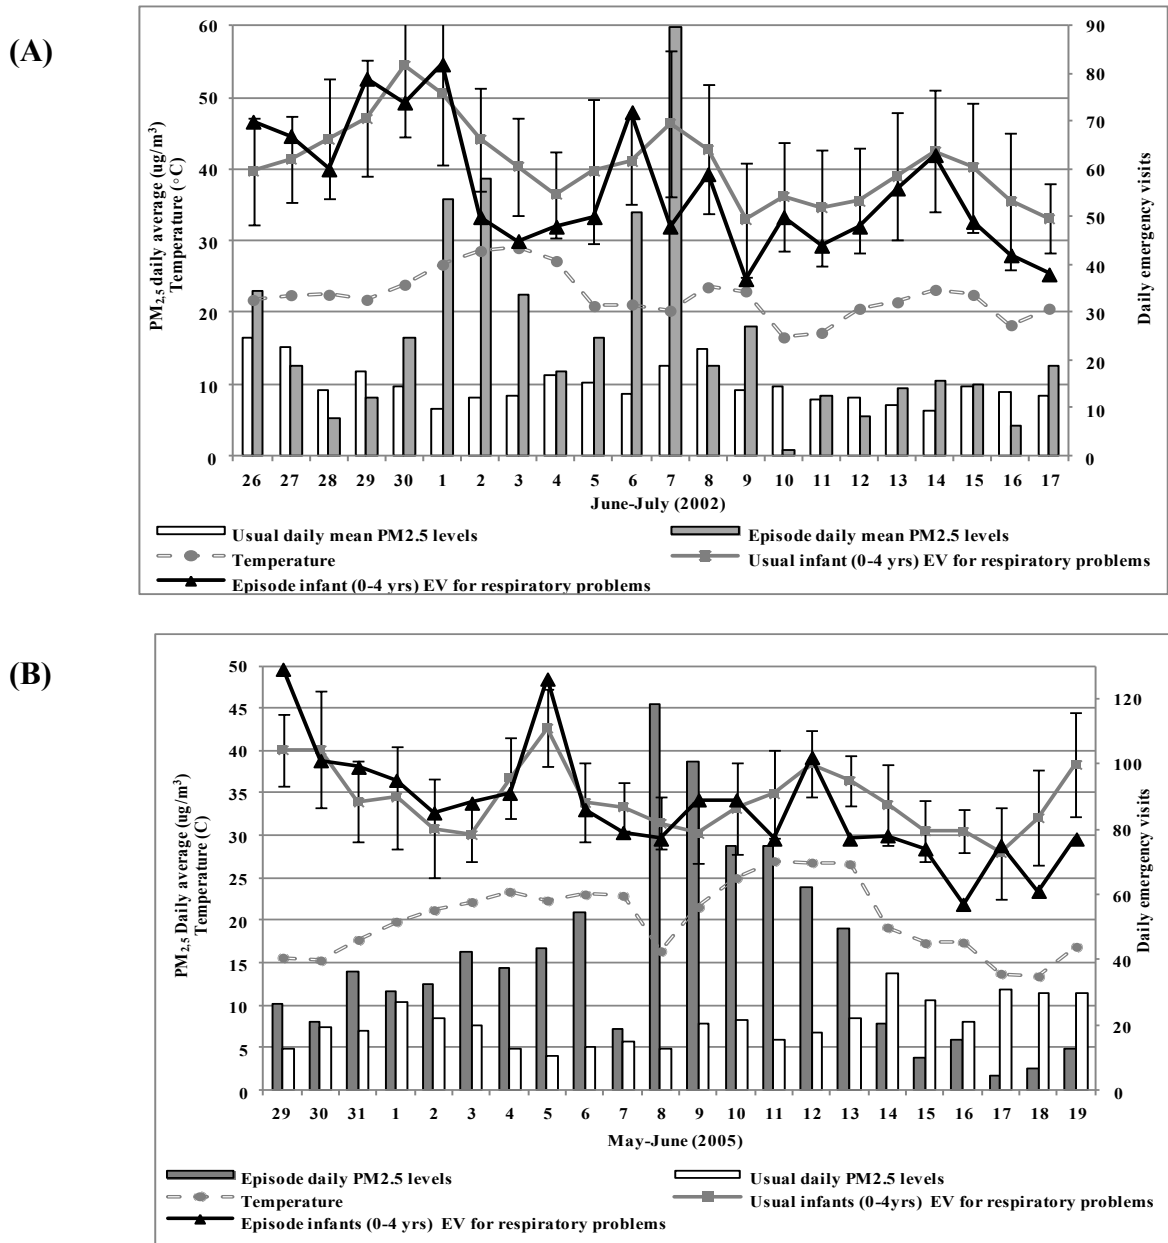 (A)
PM2,5 daily average (ug/m3)
Temperature (◦C)
60
50
40
30
20
10
0
90
80
70
60
50
40
30
20
10
0
Daily emergency visits
26 27 28 29 30 1 2 3 4 5 6 7 8 9 10 11 12 13 14 15 16 17
June-July (2002)
Usual daily mean PM2.5 levels
Episode daily mean PM2.5 levels
Temperature
Usual infant (0-4 yrs) EV for respiratory problems
Episode infant (0-4 yrs) EV for respiratory problems
(B)
PM2,5 Daily average (ug/m3)
Temperature (C)
50
45
40
35
30
25
20
15
10
5
0
120
100
80
60
40
20
0
Daily emergency visits
29 30 31 1 2 3 4 5 6 7 8 9 10 11 12 13 14 15 16 17 18 19
May-June (2005)
Episode daily PM2.5 levels
Usual daily PM2.5 levels
Temperature
Usual infants (0-4yrs) EV for respiratory problems
Episode infants (0-4 yrs) EV for respiratory problems